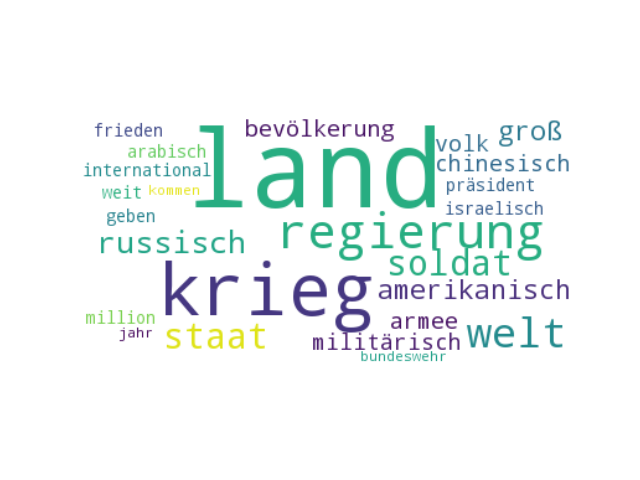 frieden
bevölkerung
groß
arabisch
land
volk
international
chinesisch
weit
kommen
präsident
geben
israelisch
russisch
regierung
soldat
krieg
amerikanisch
million
armee
jahr
staat
militärisch
welt
bundeswehr